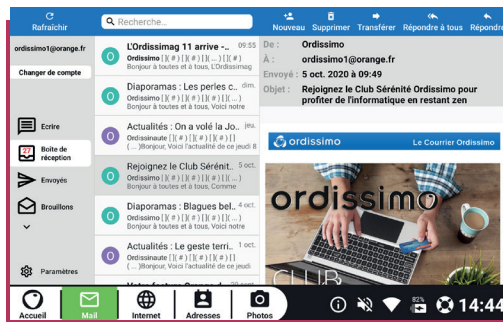 Rafraîchir
Recherche...
Nouveau Supprimer Transférer Répondre à tous Répondre
ordissimo1@orange.fr
Changer de compte
Ecrire
27
Boîte de
réception
Envoyés
Brouillons
Paramètres
L'Ordissimag 11 arrive -.. 09:55
Ordissimo [](#)[](#)[](...)[](#)
Bonjour à toutes et à tous, L'Ordissimag
O
Diaporamas : Les perles c.. dim.
Ordissimo [](#)[](#)[](#)[](...)
Bonjour à toutes et à tous, Voici notre
O
Actualités : On a volé la Jo.. jeu.
Ordissinaute [](#)[](#)[](#)[]
(...)Bonjour, Voici l'actualité de ce jeudi 8
O
Rejoignez le Club Sérénit.. 5 oct.
Ordissimo [](#)[](#)[](#)[](...)
Bonjour à toutes et à tous, Comme
O
Diaporamas : Blagues bel.. 4 oct.
Ordissimo [](#)[](#)[](#)[](...)
Bonjour à toutes et à tous, Voici notre
O
Actualités : Le geste terri.. 1 oct.
Ordissinaute [](#)[](#)[](#)[]
(...)Bonjour, Voici l'actualité de ce jeudi
O
De : Ordissimo
À : ordissimo1@orange.fr
Envoyé : 5 oct. 2020 à 09:49
Objet : Rejoignez le Club Sérénité Ordissimo pour
profiter de l'informatique en restant zen
ordissimo Le Courrier Ordissimo
ordissimo
CLUB
Accueil Mail Internet Adresses Photos
82%
14:44